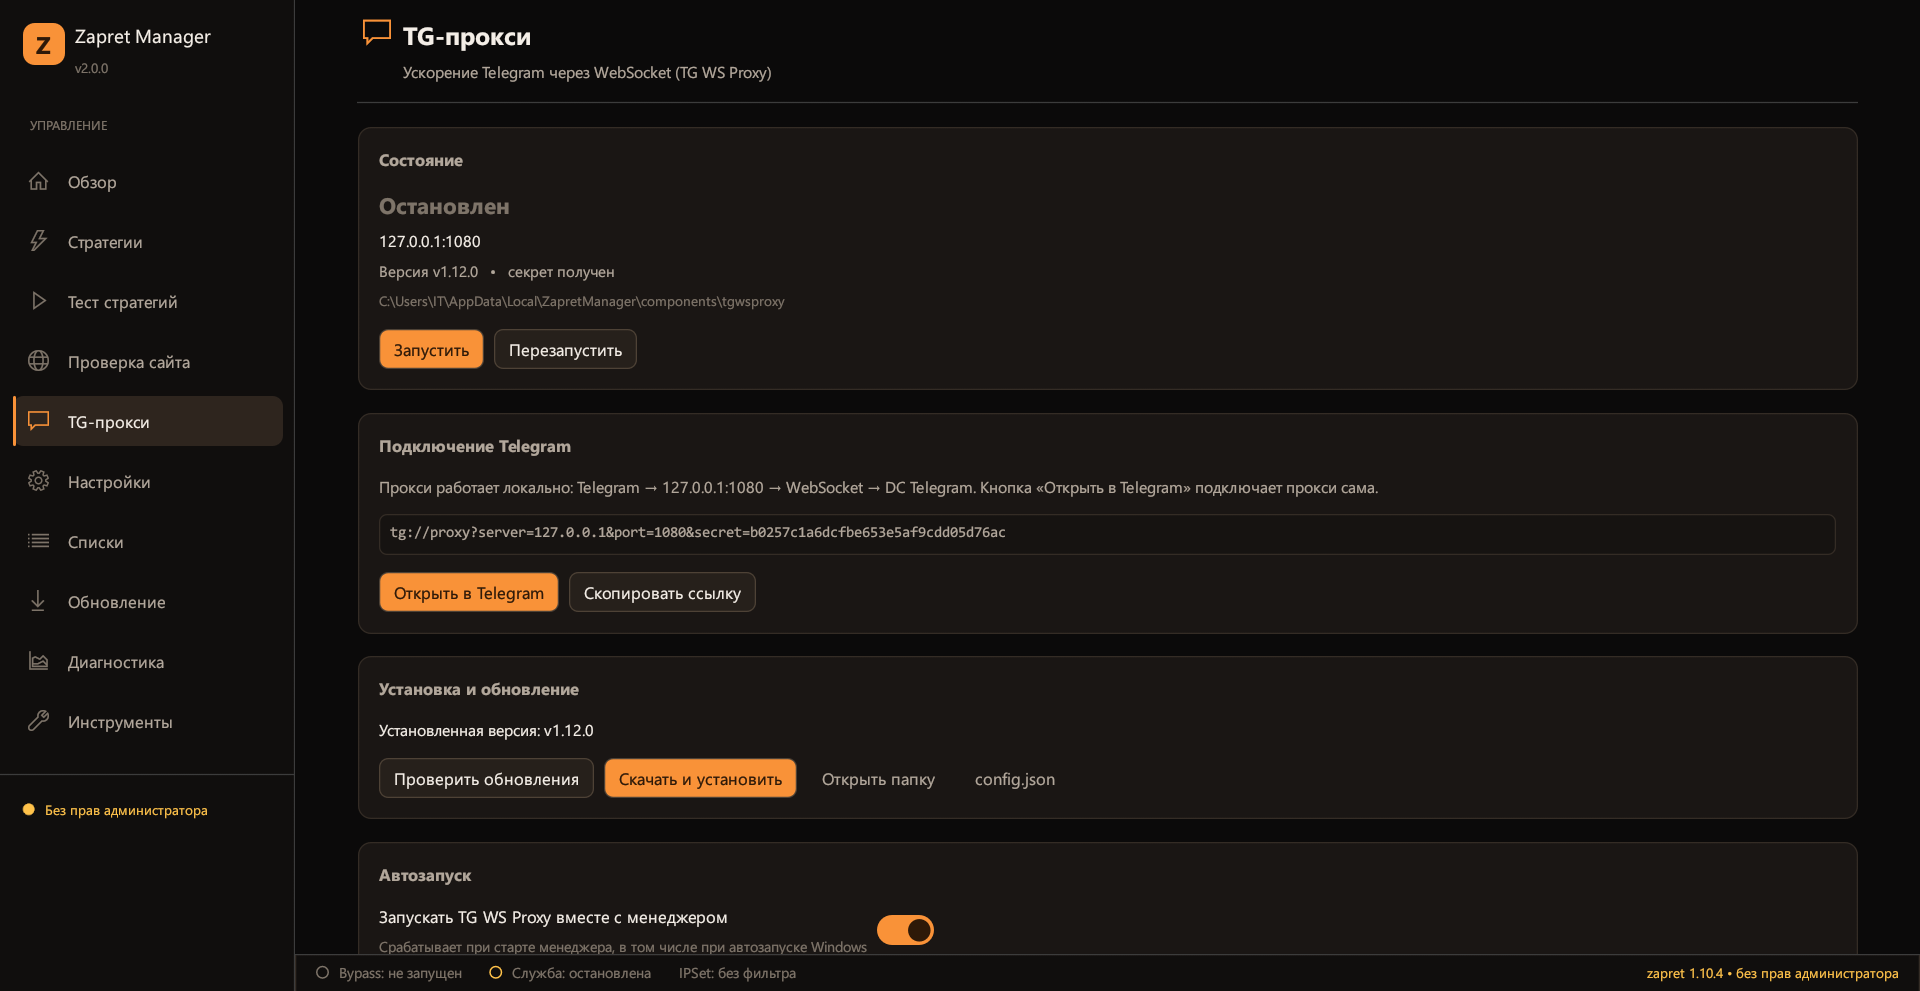 Z
Zapret Manager
v2.0.0
УПРАВЛЕНИЕ
Обзор
Стратегии
Тест стратегий
Проверка сайта
TG-прокси
Настройки
Списки
Обновление
Диагностика
Инструменты
Без прав администратора
TG-прокси
Ускорение Telegram через WebSocket (TG WS Proxy)
Состояние
Остановлен
127.0.0.1:1080
Версия v1.12.0 • секрет получен
C:\Users\IT\AppData\Local\ZapretManager\components\tgwsproxy
Запустить Перезапустить
Подключение Telegram
Прокси работает локально: Telegram → 127.0.0.1:1080 → WebSocket → DC Telegram. Кнопка «Открыть в Telegram» подключает прокси сама.
tg://proxy?server=127.0.0.1&port=1080&secret=b0257c1a6dcfbe653e5af9cdd05d76ac
Открыть в Telegram Скопировать ссылку
Установка и обновление
Установленная версия: v1.12.0
Проверить обновления Скачать и установить Открыть папку config.json
Автозапуск
Запускать TG WS Proxy вместе с менеджером
Срабатывает при старте менеджера, в том числе при автозапуске Windows
Bypass: не запущен Служба: остановлена IPSet: без фильтра zapret 1.10.4 • без прав администратора